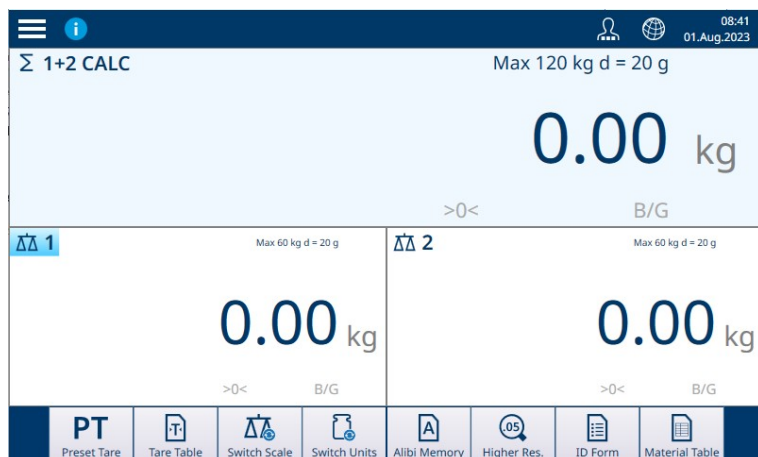 i
08:41
01.Aug.2023
Σ 1+2 CALC
Max 120 kg d = 20 g
0.00 kg
>0< B/G
1
Max 60 kg d = 20 g
0.00 kg
>0< B/G
2
Max 60 kg d = 20 g
0.00 kg
>0< B/G
PT
Preset Tare
·T·
Tare Table
Switch Scale
Switch Units
A
Alibi Memory
.05
Higher Res.
ID Form
Material Table